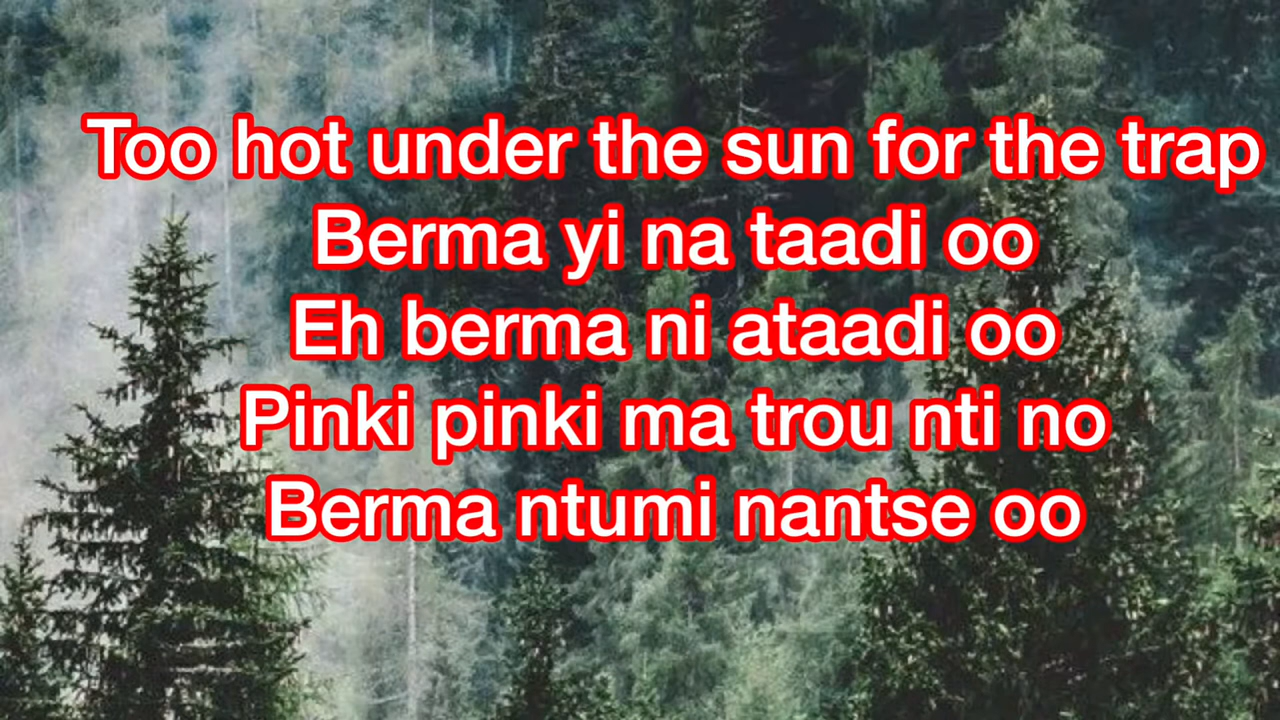 Too hot under the sun for the trap
Berma yi na taadi oo
Eh berma ni ataadi oo
Pinki pinki ma trou nti no
Berma ntumi nantse oo